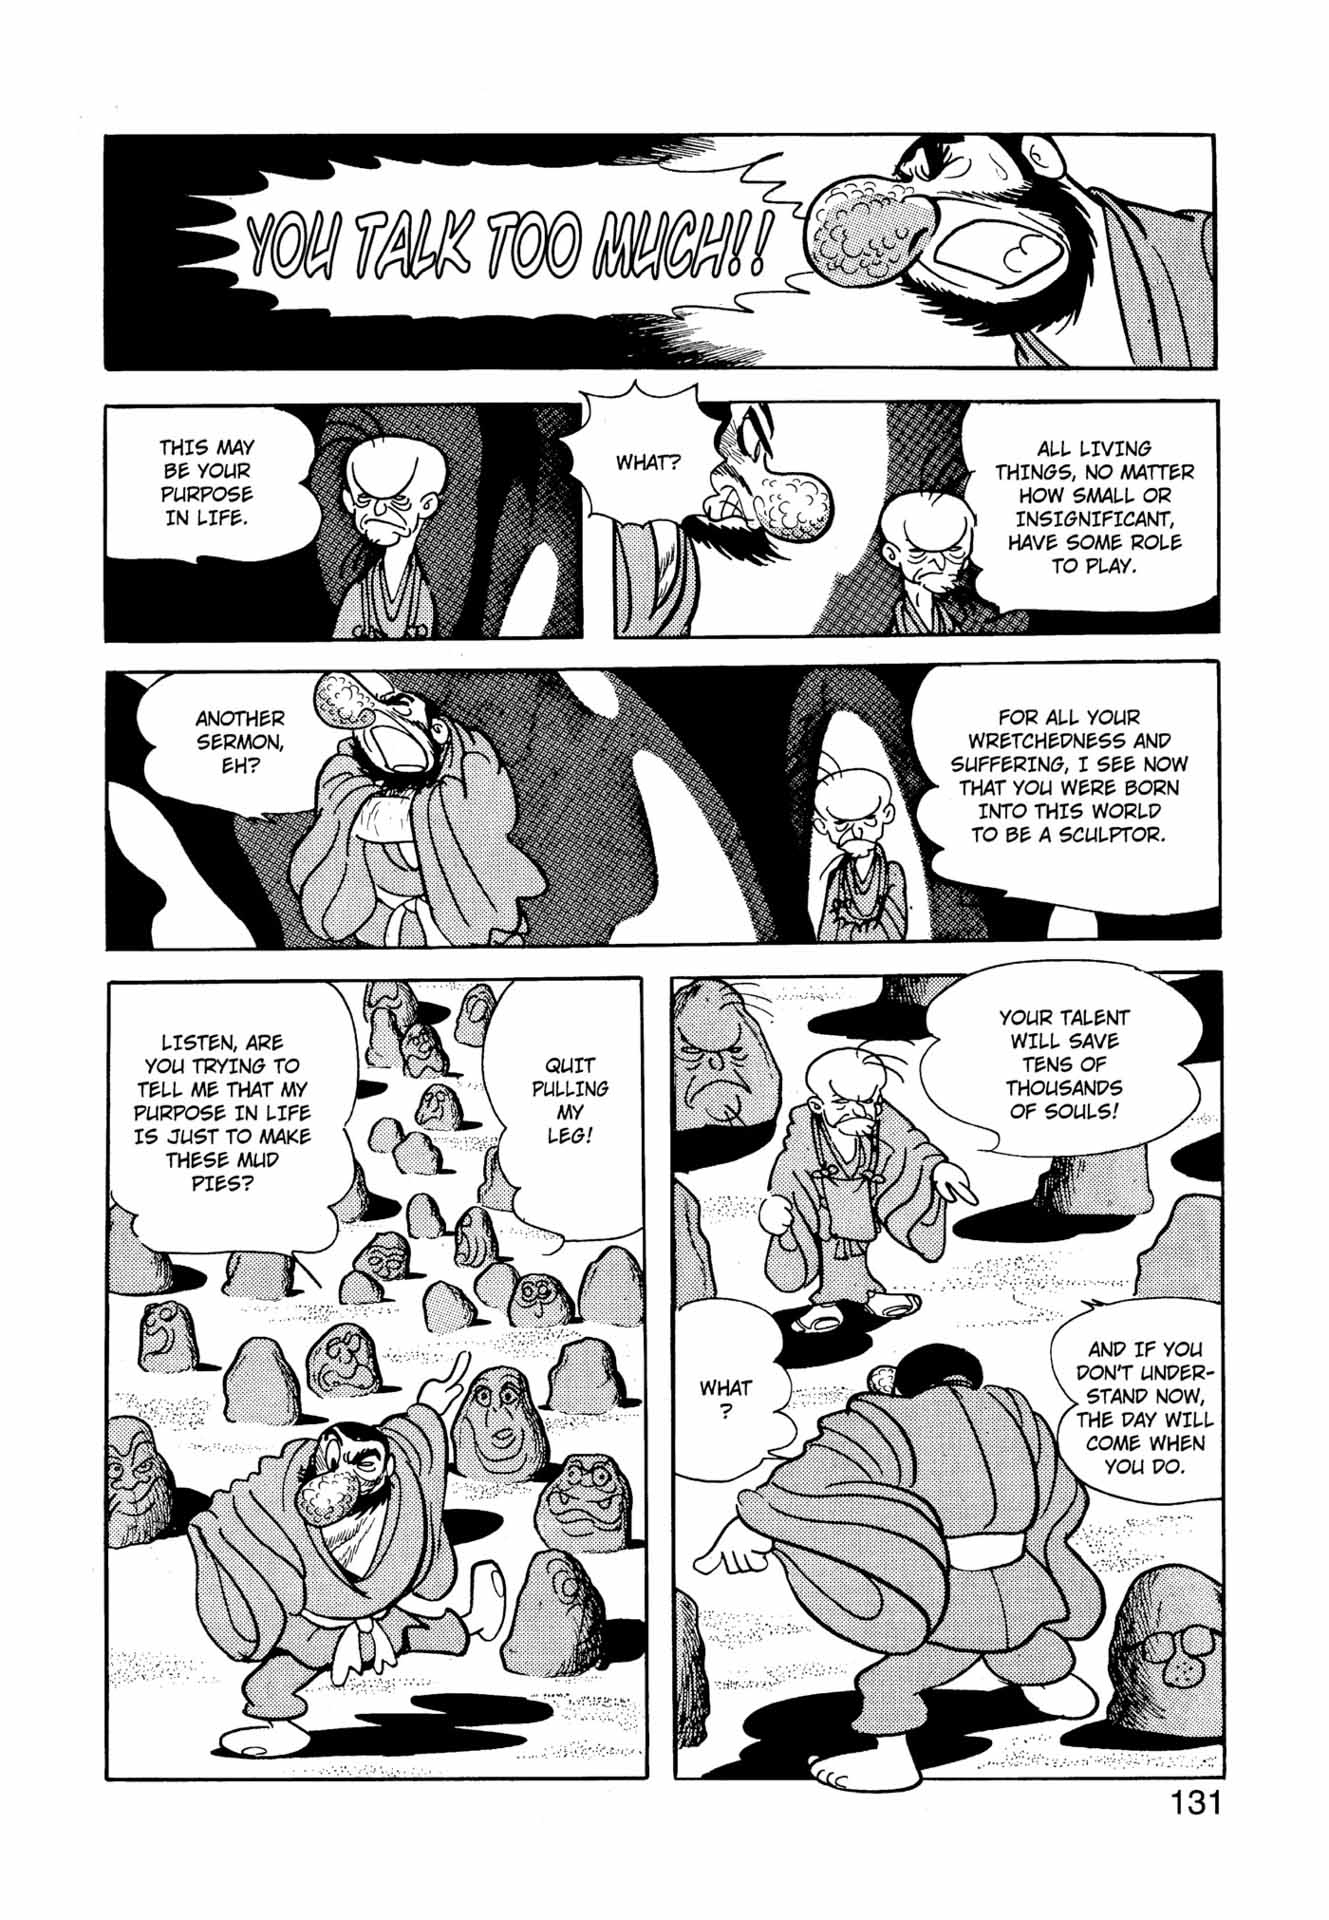 YOU TALK TOO MUCH!!
THIS MAY
BE YOUR
PURPOSE
IN LIFE.
WHAT?
ALL LIVING
THINGS, NO MATTER
HOW SMALL OR
INSIGNIFICANT,
HAVE SOME ROLE
TO PLAY.
ANOTHER
SERMON,
EH?
FOR ALL YOUR
WRETCHEDNESS AND
SUFFERING, I SEE NOW
THAT YOU WERE BORN
INTO THIS WORLD
TO BE A SCULPTOR.
LISTEN, ARE
YOU TRYING TO
TELL ME THAT MY
PURPOSE IN LIFE
IS JUST TO MAKE
THESE MUD
PIES?
QUIT
PULLING
MY
LEG!
YOUR TALENT
WILL SAVE
TENS OF
THOUSANDS
OF SOULS!
WHAT
?
AND IF YOU
DON'T UNDER-
STAND NOW,
THE DAY WILL
COME WHEN
YOU DO.
131